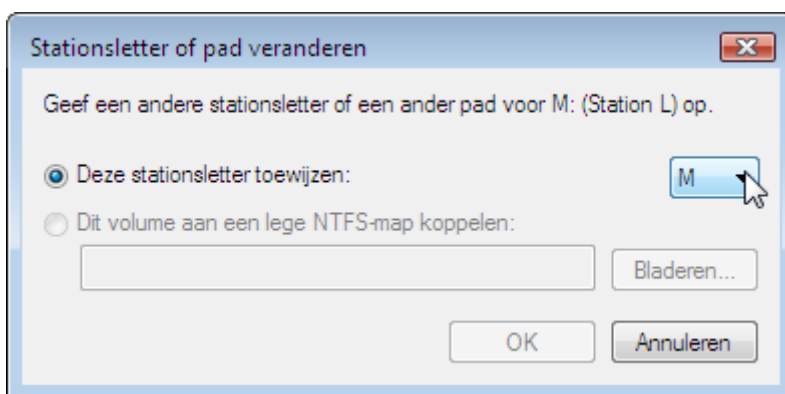 Stationsletter of pad veranderen
Geef een andere stationsletter of een ander pad voor M: (Station L) op.
Deze stationsletter toewijzen:
M
Dit volume aan een lege NTFS-map koppelen:
Bladeren...
OK
Annuleren